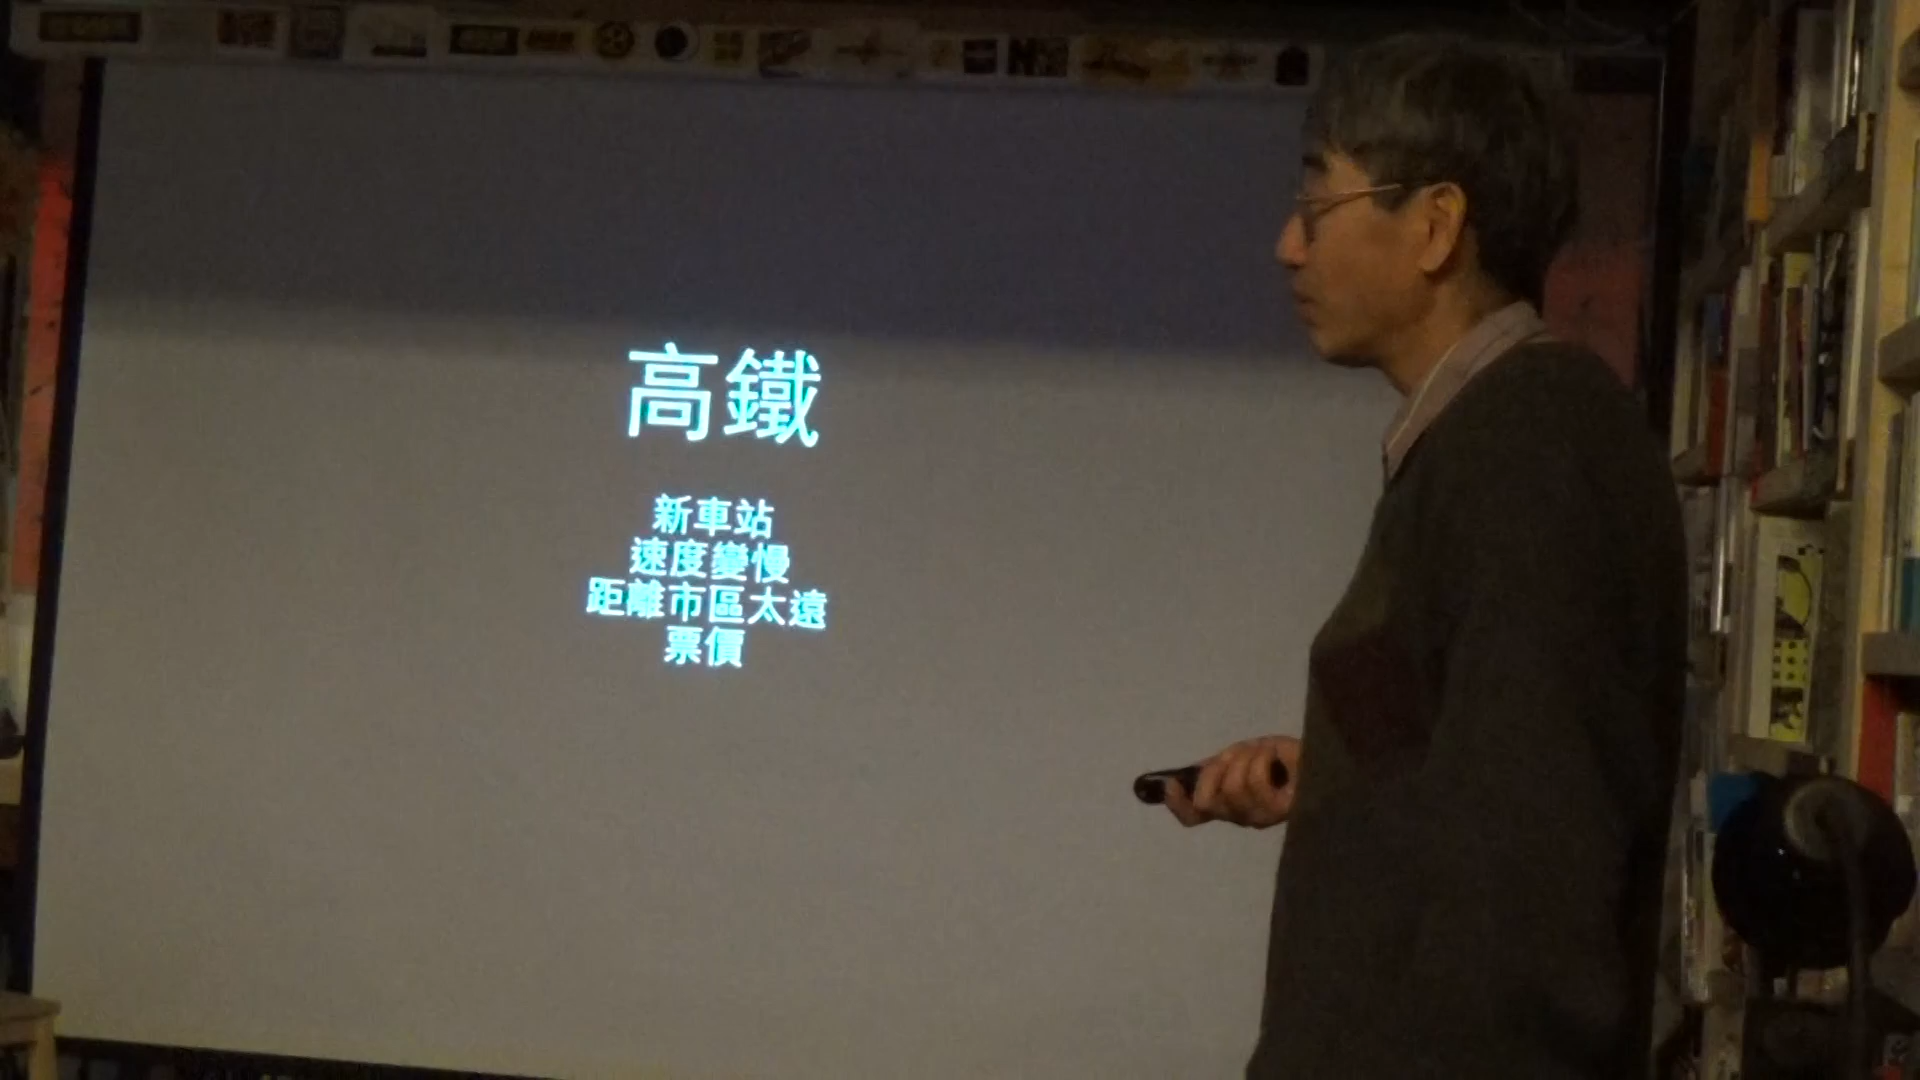 高鐵
新車站
速度變慢
距離市區太遠
票價